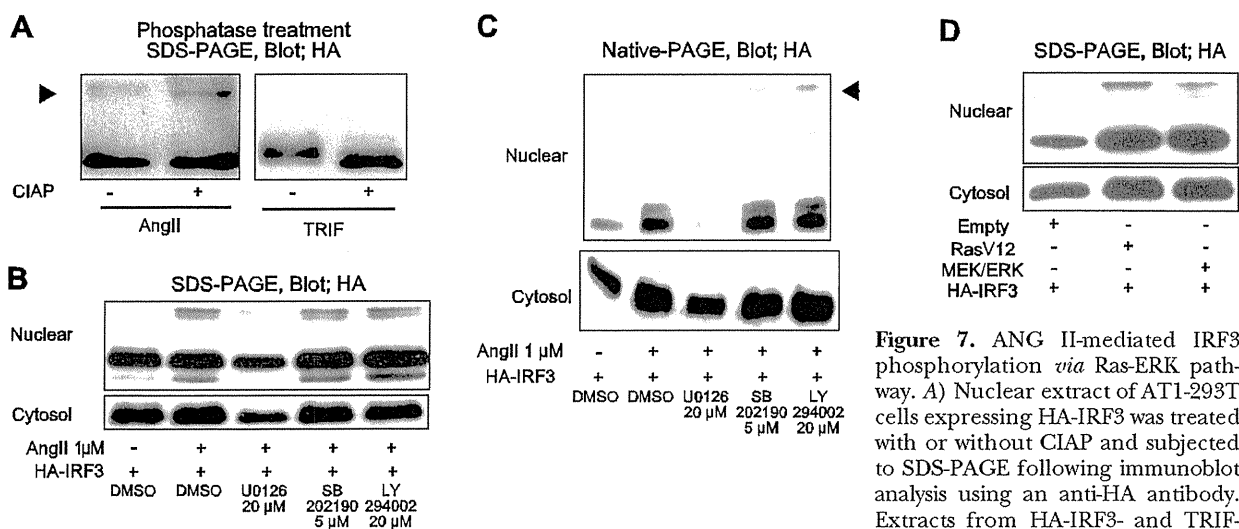 A
Phosphatase treatment
SDS-PAGE, Blot; HA
CIAP - + - +
AngII TRIF
B
SDS-PAGE, Blot; HA
Nuclear
Cytosol
AngII 1µM - + + + +
HA-IRF3 + + + + +
DMSO DMSO U0126 SB LY
20 µM 202190 294002
5 µM 20 µM
C
Native-PAGE, Blot; HA
Nuclear
Cytosol
AngII 1 µM - + + + +
HA-IRF3 + + + + +
DMSO DMSO U0126 SB LY
20 µM 202190 294002
5 µM 20 µM
D
SDS-PAGE, Blot; HA
Nuclear
Cytosol
Empty + - -
RasV12 - + -
MEK/ERK - - +
HA-IRF3 + + +
Figure 7. ANG II-mediated IRF3
phosphorylation via Ras-ERK path-
way. A) Nuclear extract of AT1-293T
cells expressing HA-IRF3 was treated
with or without CIAP and subjected
to SDS-PAGE following immunoblot
analysis using an anti-HA antibody.
Extracts from HA-IRF3- and TRIF-